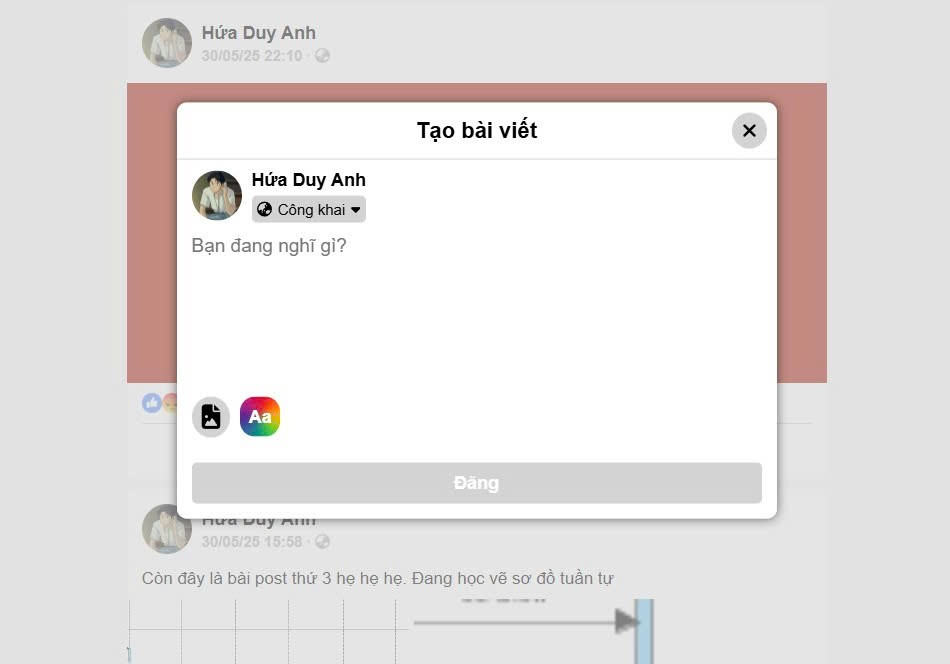 Hứa Duy Anh
30/05/25 22:10 ·
Tạo bài viết
Hứa Duy Anh
Công khai
Bạn đang nghĩ gì?
Aa
Đăng
Hứa Duy Anh
30/05/25 15:58 ·
Còn đây là bài post thứ 3 hẹ hẹ hẹ. Đang học vẽ sơ đồ tuần tự